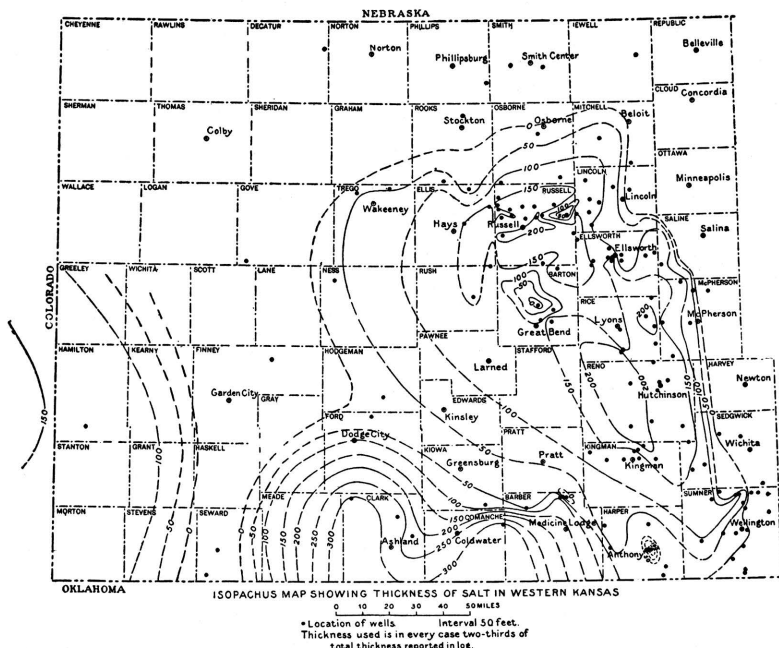 NEBRASKA
CHEYENNE RAWLINS DECATUR NORTON PHILLIPS SMITH JEWELL REPUBLIC
Norton Phillipsburg Smith Center Belleville
SHERMAN THOMAS SHERIDAN GRAHAM ROOKS OSBORNE MITCHELL CLOUD
Colby Stockton Osborne Beloit Concordia
OTTAWA
WALLACE LOGAN GOVE TREGO ELLIS RUSSELL LINCOLN
Wakeeney Hays Russell Lincoln Minneapolis
SALINE
ELLSWORTH
Ellsworth Salina
COLORADO
GREELEY WICHITA SCOTT LANE NESS RUSH BARTON RICE McPHERSON
Great Bend Lyons McPherson
HAMILTON KEARNY FINNEY HODGEMAN PAWNEE STAFFORD RENO HARVEY
Garden City Larned Hutchinson Newton
GRAY FORD EDWARDS SEDGWICK
Dodge City Kinsley
STANTON GRANT HASKELL KIOWA PRATT KINGMAN
Greensburg Pratt Kingman Wichita
MORTON STEVENS SEWARD MEADE CLARK COMANCHE BARBER HARPER SUMNER
Ashland Coldwater Medicine Lodge Anthony Wellington
0 50 100 150 200 250 300
OKLAHOMA
ISOPACHUS MAP SHOWING THICKNESS OF SALT IN WESTERN KANSAS
0 10 20 30 40 50 MILES
• Location of wells Interval 50 feet.
Thickness used is in every case two-thirds of
total thickness reported in log.